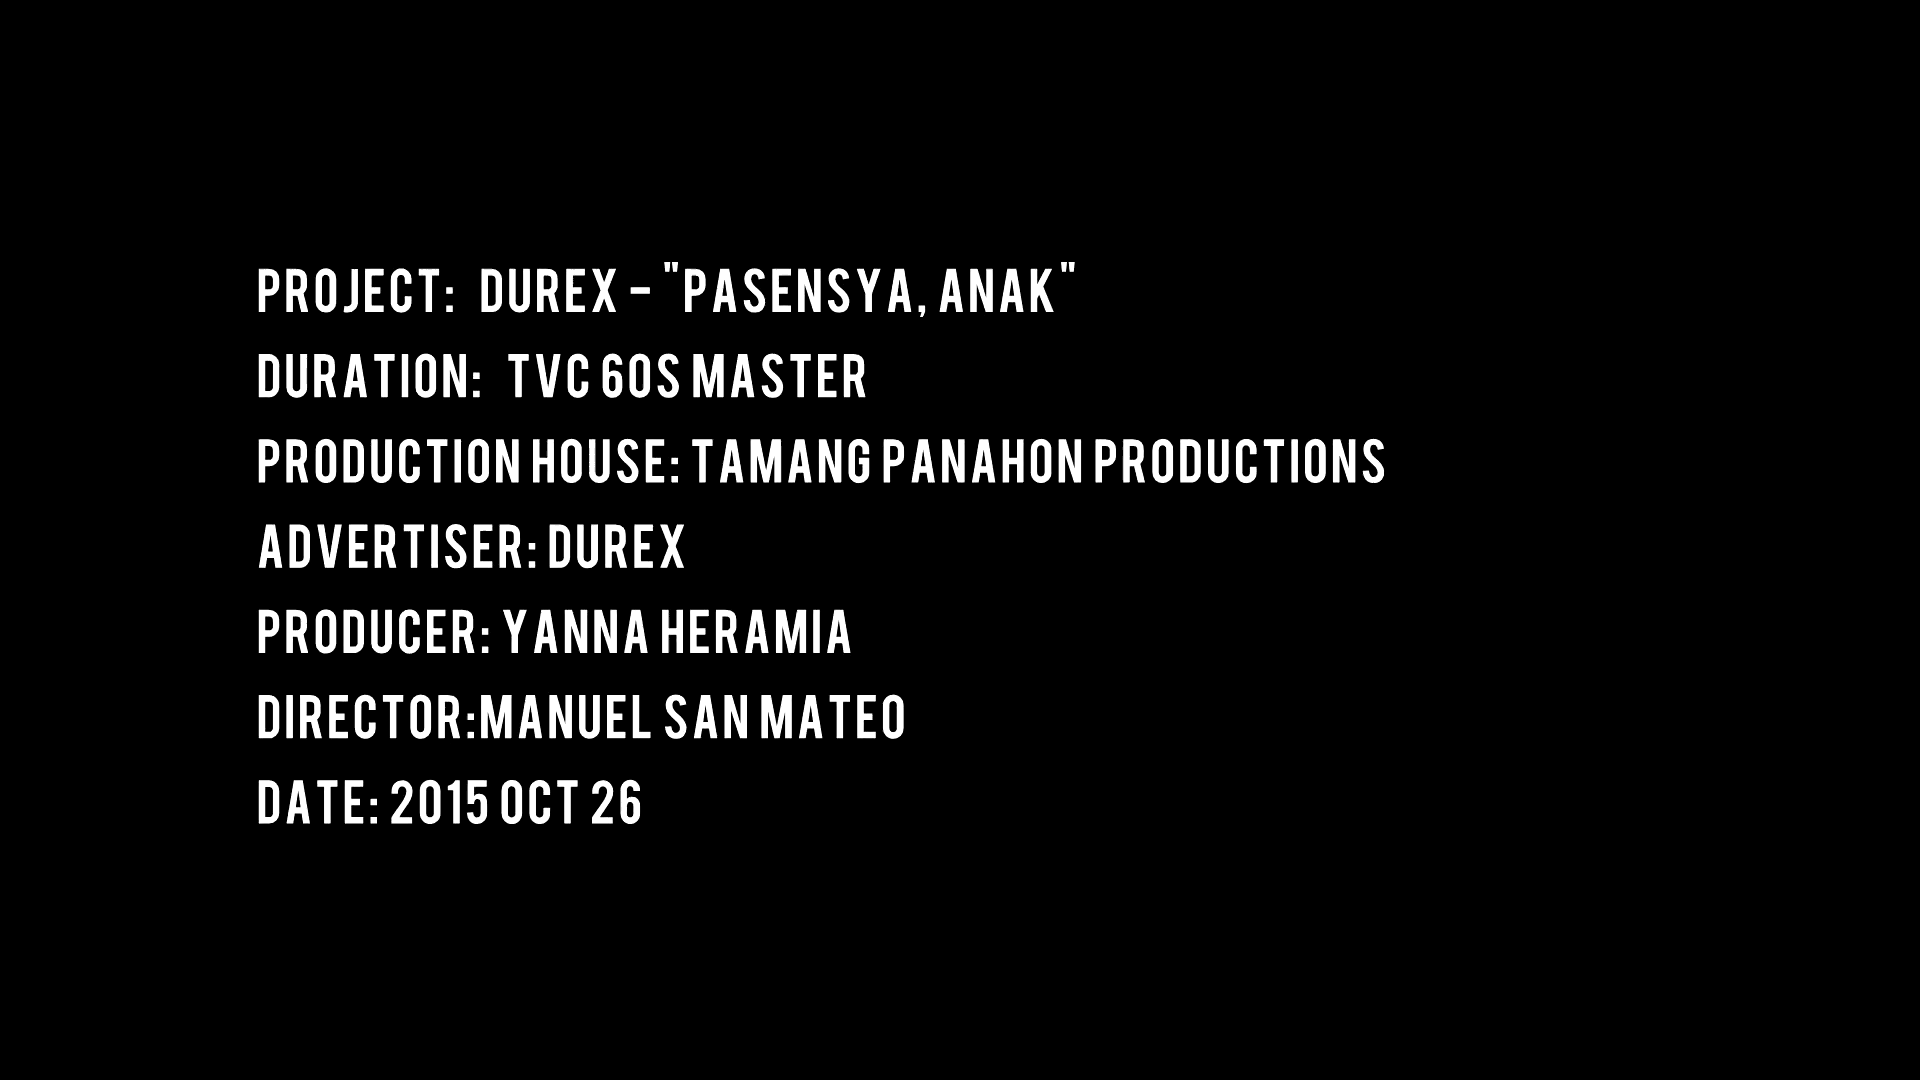 PROJECT: DUREX - "PASENSYA, ANAK"
DURATION: TVC 60S MASTER
PRODUCTION HOUSE: TAMANG PANAHON PRODUCTIONS
ADVERTISER: DUREX
PRODUCER: YANNA HERAMIA
DIRECTOR:MANUEL SAN MATEO
DATE: 2015 OCT 26